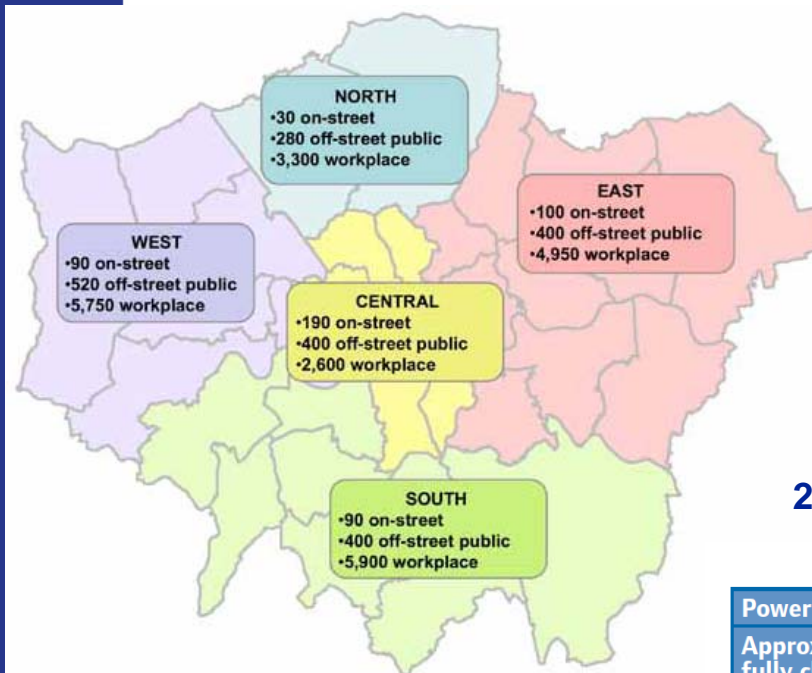 NORTH
•30 on-street
•280 off-street public
•3,300 workplace
EAST
•100 on-street
•400 off-street public
•4,950 workplace
WEST
•90 on-street
•520 off-street public
•5,750 workplace
CENTRAL
•190 on-street
•400 off-street public
•2,600 workplace
SOUTH
•90 on-street
•400 off-street public
•5,900 workplace
2
Power